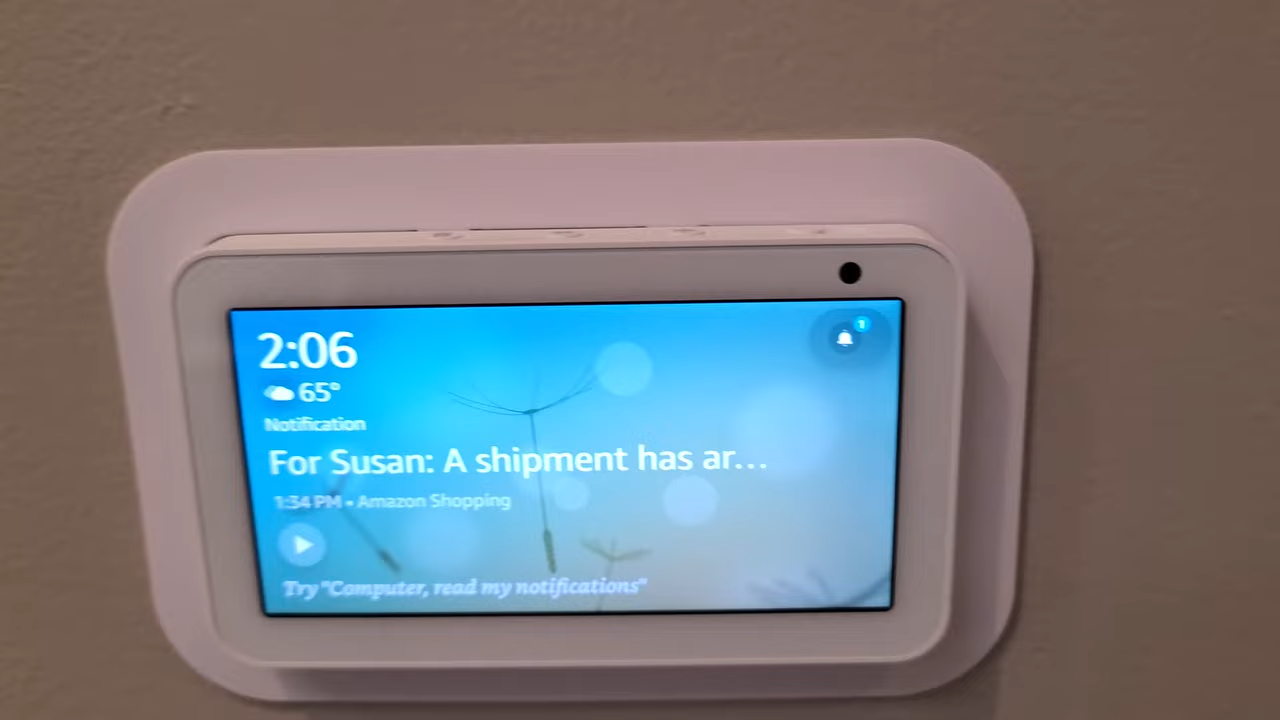 2:06
1
65°
Notification
For Susan: A shipment has ar...
1:34 PM • Amazon Shopping
Try "Computer, read my notifications"